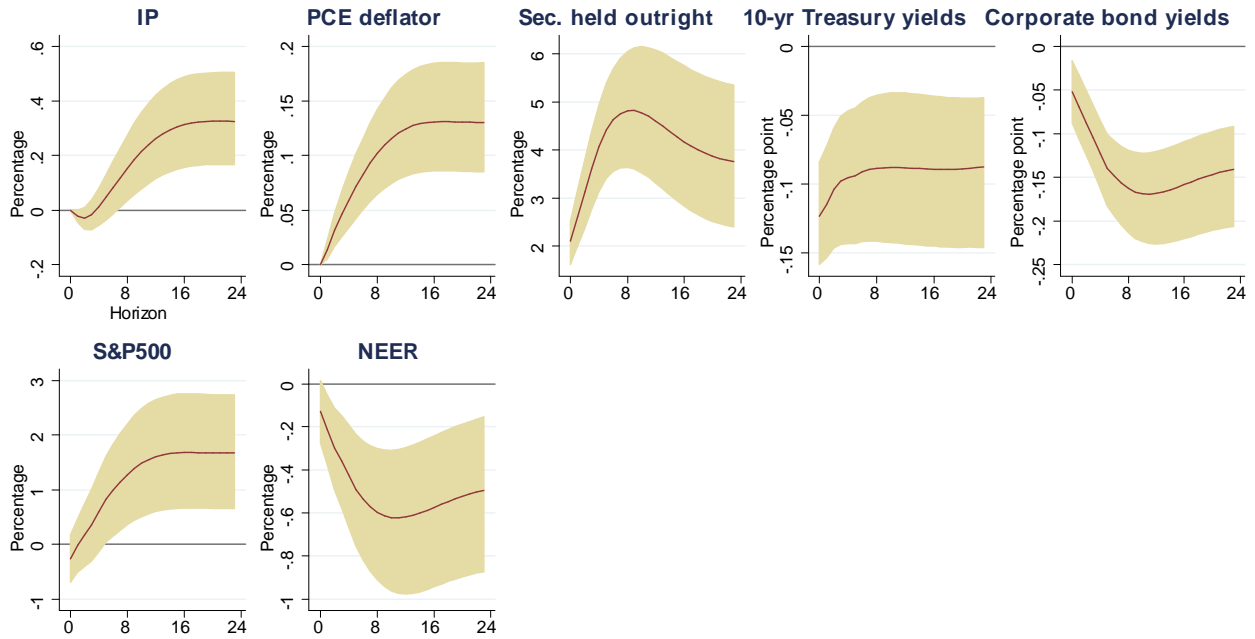 IP
Percentage
.6
.4
.2
0
-.2
0 8 16 24
Horizon
PCE deflator
Percentage
.2
.15
.1
.05
0
0 8 16 24
Sec. held outright
Percentage
6
5
4
3
2
0 8 16 24
10-yr Treasury yields
Percentage point
0
-.05
-.1
-.15
0 8 16 24
Corporate bond yields
Percentage point
0
-.05
-.1
-.15
-.2
-.25
0 8 16 24
S&P500
Percentage
3
2
1
0
-1
0 8 16 24
NEER
Percentage
0
-.2
-.4
-.6
-.8
-1
0 8 16 24